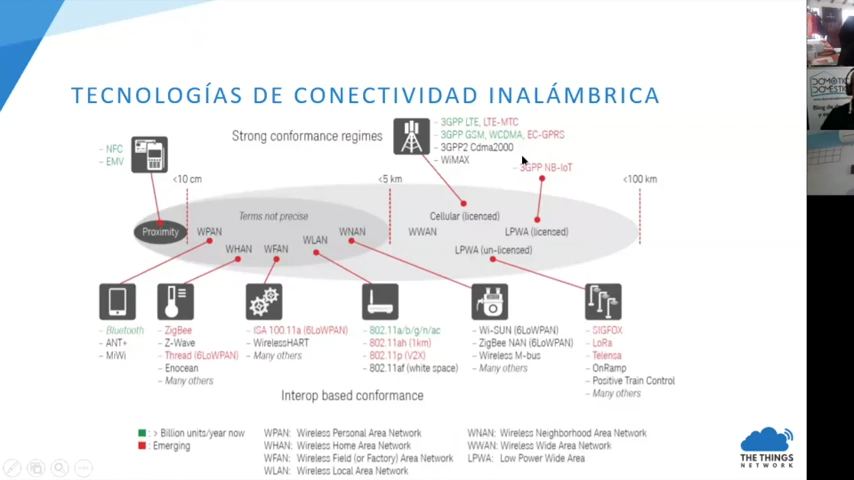 TECNOLOGÍAS DE CONECTIVIDAD INALÁMBRICA
Strong conformance regimes
- NFC
- EMV
- 3GPP LTE, LTE-MTC
- 3GPP GSM, WCDMA, EC-GPRS
- 3GPP2 Cdma2000
- WiMAX
- 3GPP NB-IoT
<10 cm
<5 km
<100 km
Terms not precise
Proximity
WPAN
WHAN
WFAN
WLAN
WNAN
Cellular (licensed)
WWAN
LPWA (licensed)
LPWA (un-licensed)
- Bluetooth
- ANT+
- MiWi
- ZigBee
- Z-Wave
- Thread (6LoWPAN)
- Enocean
- Many others
- ISA 100.11a (6LoWPAN)
- WirelessHART
- Many others
- 802.11a/b/g/n/ac
- 802.11ah (1km)
- 802.11p (V2X)
- 802.11af (white space)
- Wi-SUN (6LoWPAN)
- ZigBee NAN (6LoWPAN)
- Wireless M-bus
- Many others
- SIGFOX
- LoRa
- Telensa
- OnRamp
- Positive Train Control
- Many others
Interop based conformance
: > Billion units/year now
: Emerging
WPAN: Wireless Personal Area Network
WHAN: Wireless Home Area Network
WFAN: Wireless Field (or Factory) Area Network
WLAN: Wireless Local Area Network
WNAN: Wireless Neighborhood Area Network
WWAN: Wireless Wide Area Network
LPWA: Low Power Wide Area
THE THINGS
NETWORK